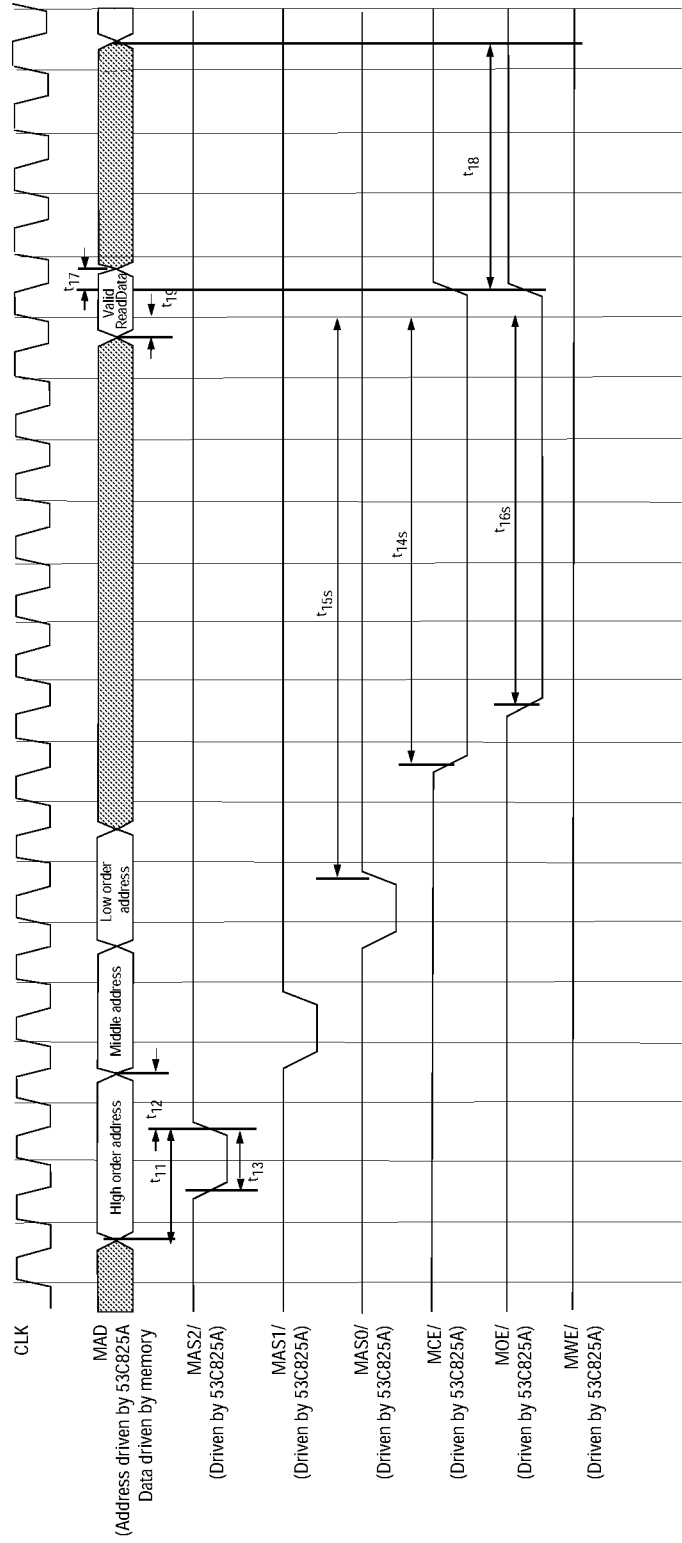 CLK
MAD
(Address driven by 53C825A
Data driven by memory
High order address
Middle address
Low order
address
Valid
ReadData
t17
t19
t12
t11
t13
MAS2/
(Driven by 53C825A)
MAS1/
(Driven by 53C825A)
t15s
MAS0/
(Driven by 53C825A)
t14s
MCE/
(Driven by 53C825A)
t18
t16s
MOE/
(Driven by 53C825A)
MWE/
(Driven by 53C825A)